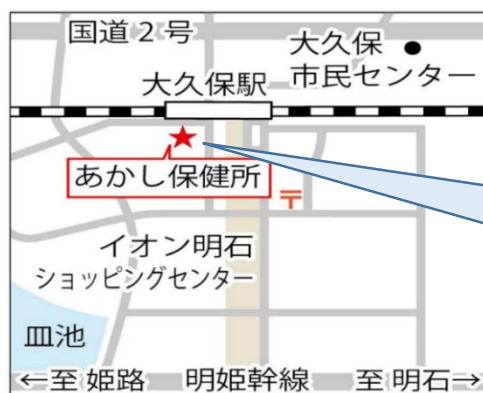 国道2号
大久保
市民センター
大久保駅
あかし保健所
〒
イオン明石
ショッピングセンター
皿池
←至 姫路
明姫幹線
至 明石→